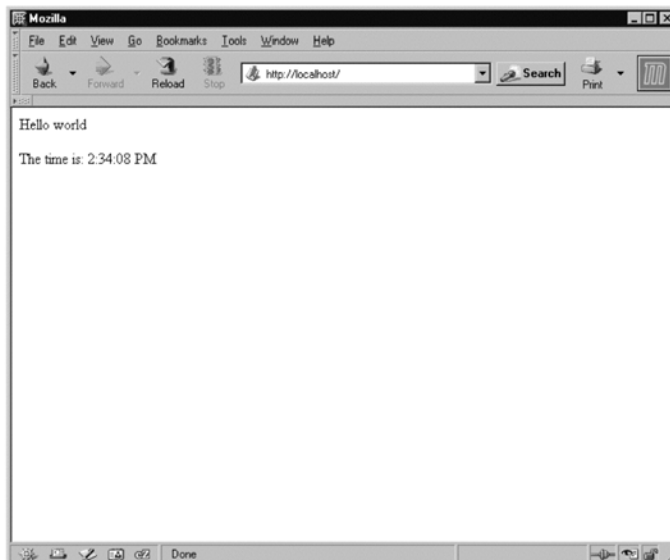 Mozilla
File Edit View Go Bookmarks Tools Window Help
Back Forward Reload Stop http://localhost/ Search Print
Hello world
The time is: 2:34:08 PM
Done